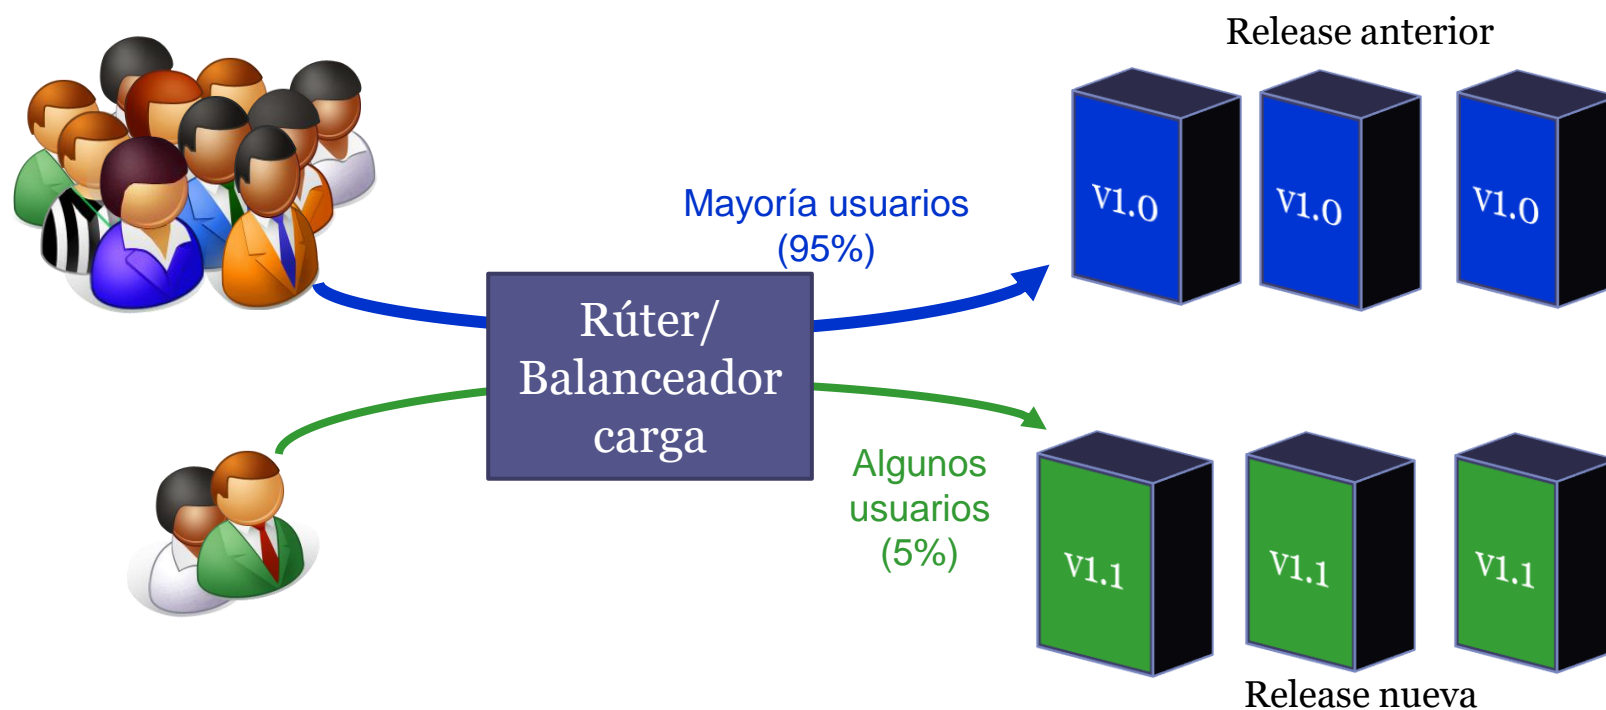 Release anterior
V1.0
V1.0
V1.0
Mayoría usuarios
(95%)
Rúter/
Balanceador
carga
Algunos
usuarios
(5%)
V1.1
V1.1
V1.1
Release nueva